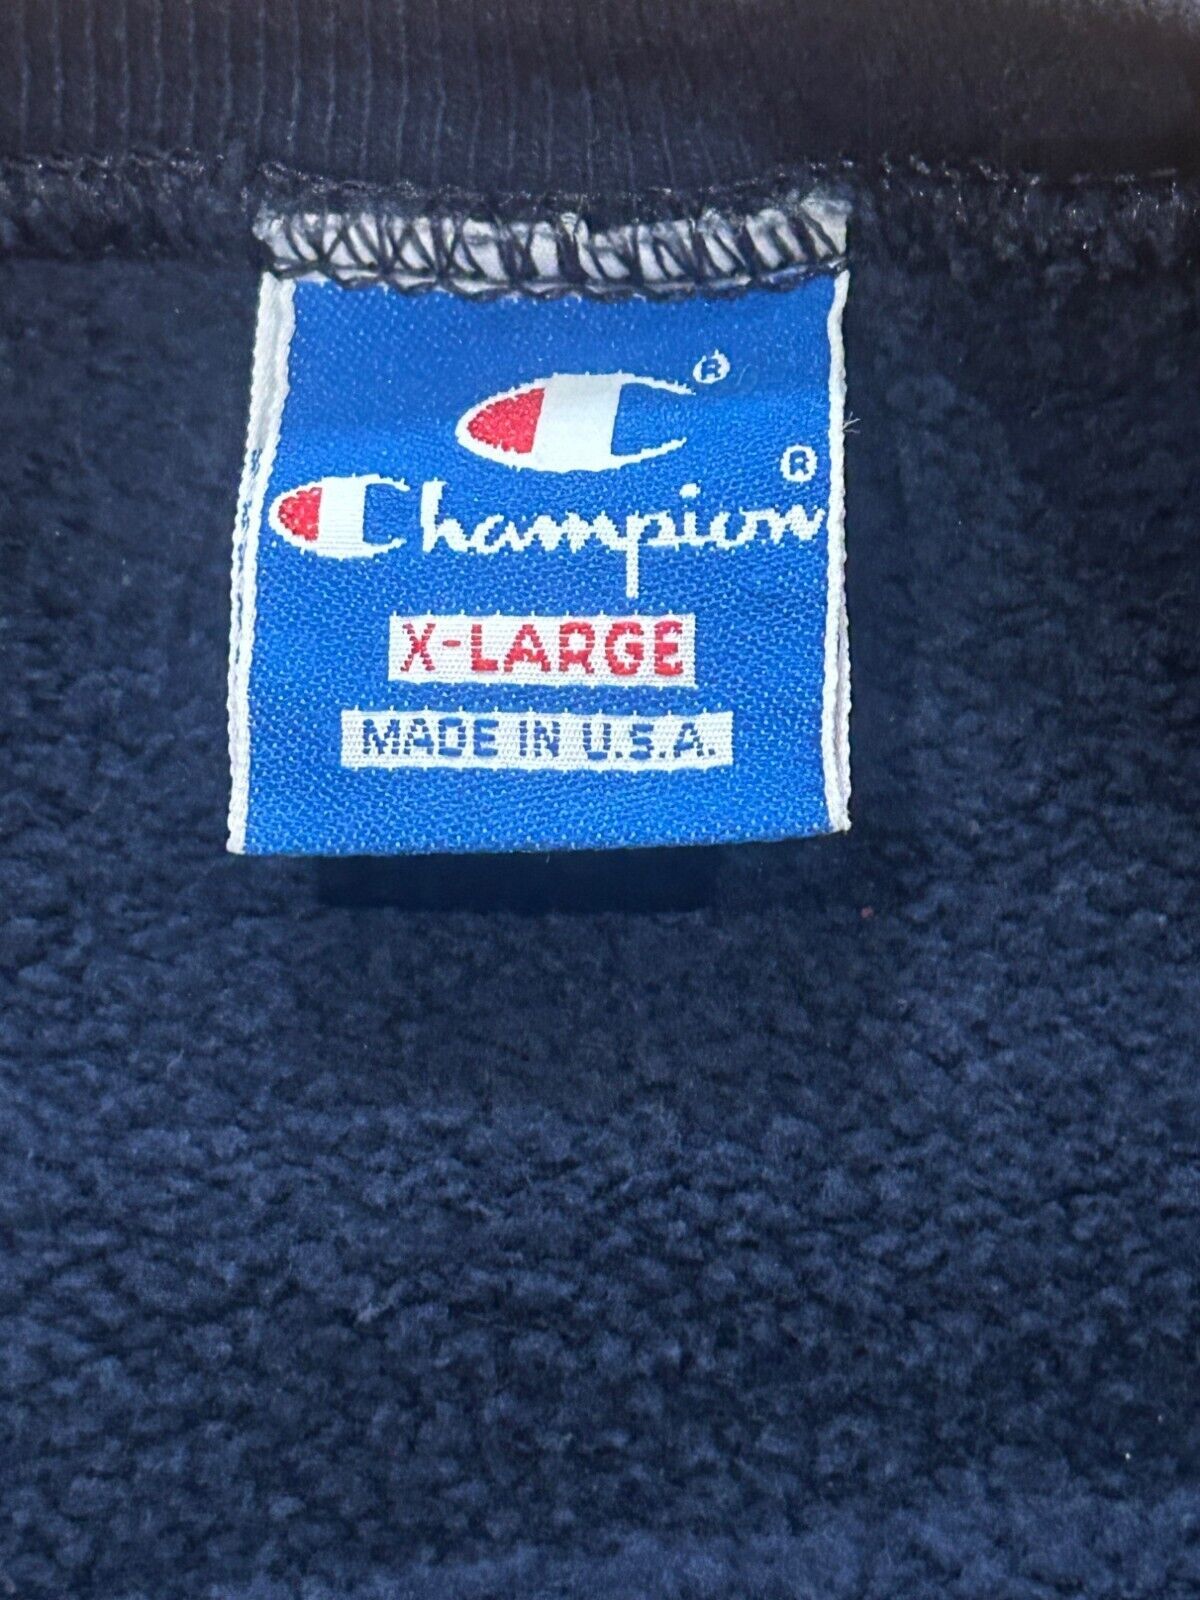 ®
Champion®
X-LARGE
MADE IN U.S.A.